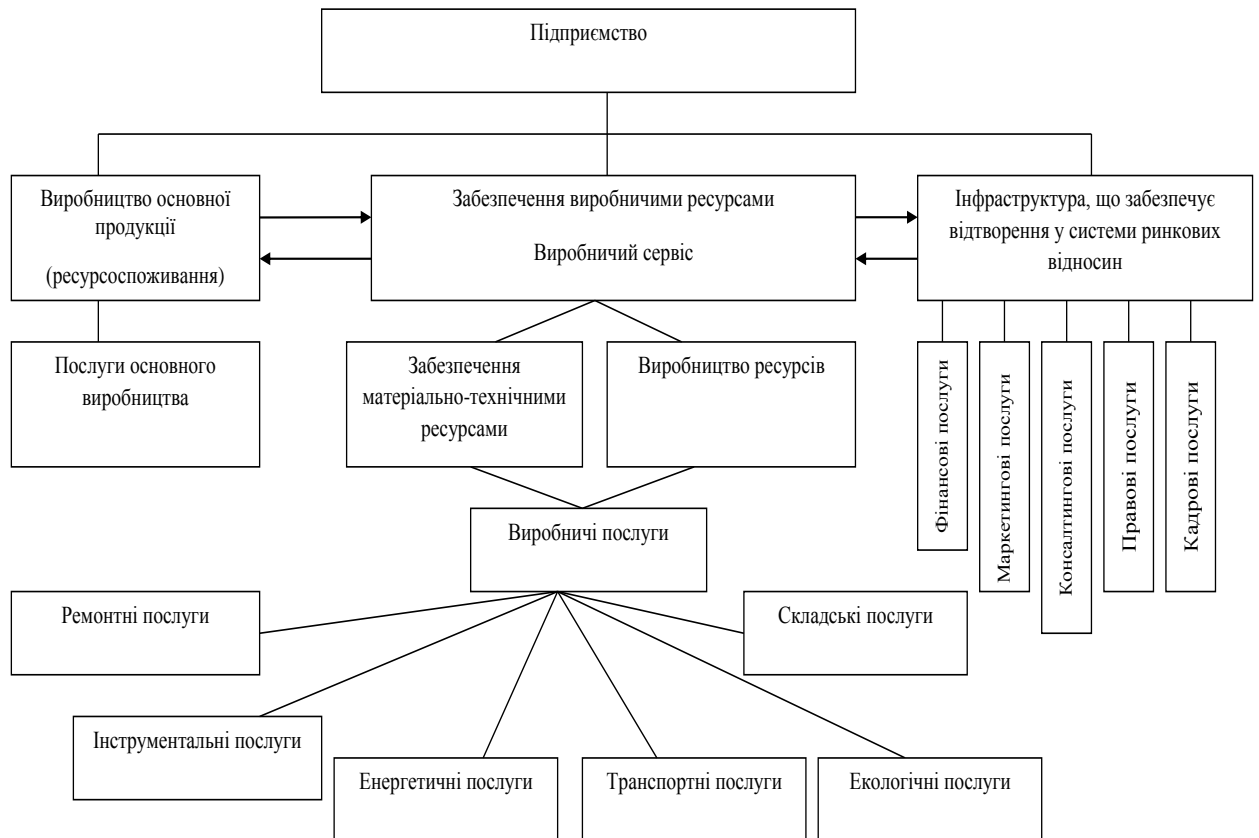 Підприємство
Виробництво основної
продукції
(ресурсоспоживання)
Забезпечення виробничими ресурсами
Виробничий сервіс
Інфраструктура, що забезпечує
відтворення у системи ринкових
відносин
Послуги основного
виробництва
Забезпечення
матеріально-технічними
ресурсами
Виробництво ресурсів
Фінансові послуги
Маркетингові послуги
Консалтингові послуги
Правові послуги
Кадрові послуги
Виробничі послуги
Ремонтні послуги
Складські послуги
Інструментальні послуги
Енергетичні послуги
Транспортні послуги
Екологічні послуги